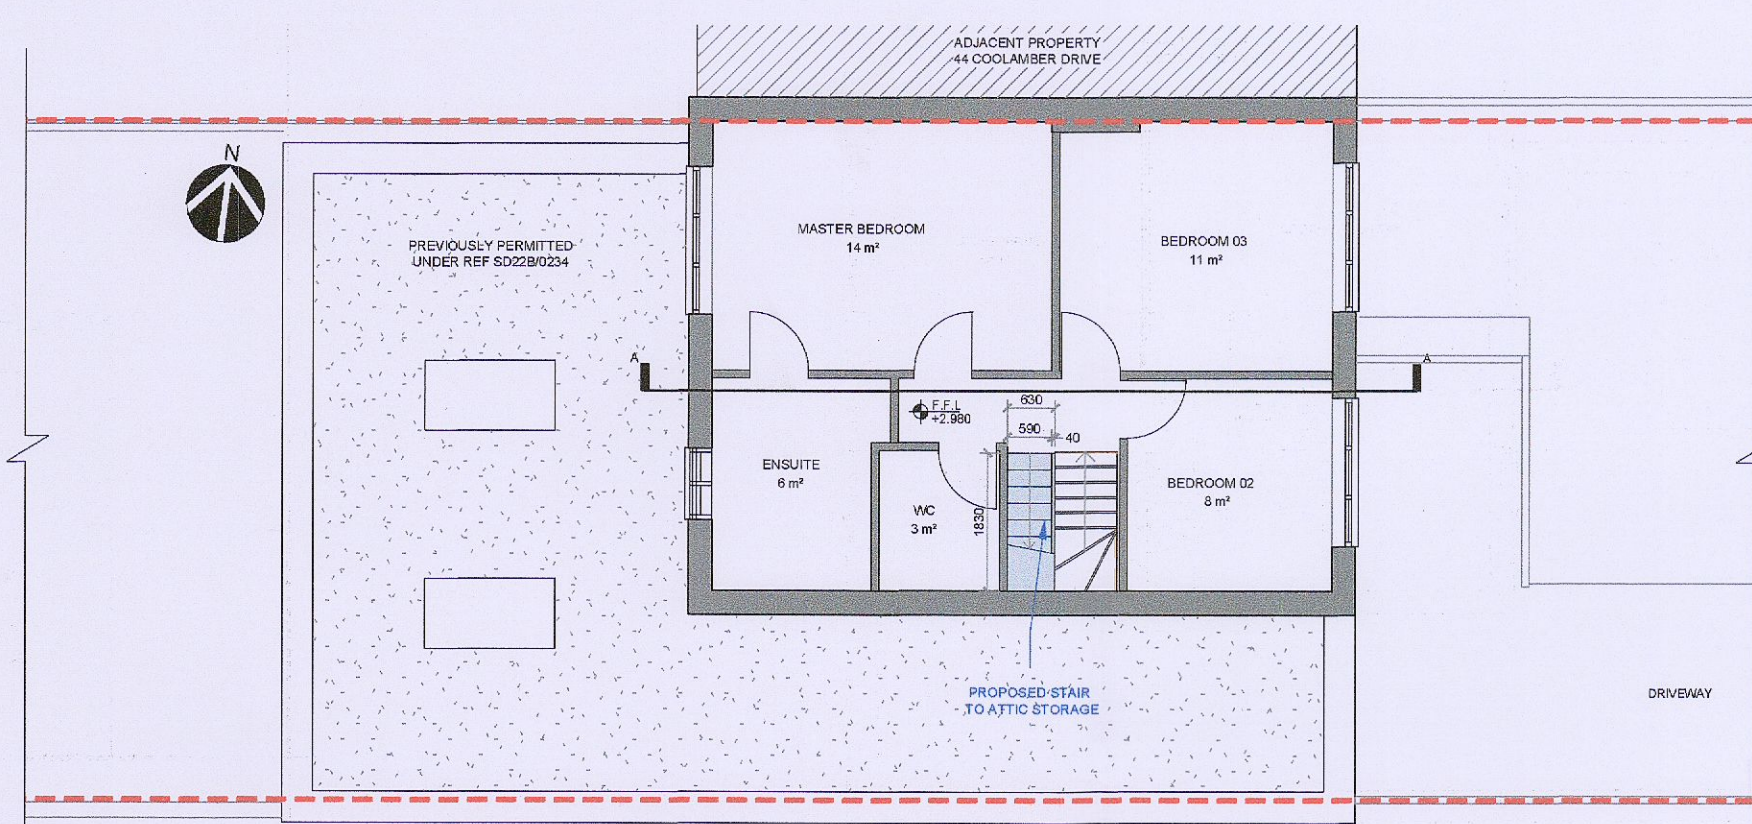 ADJACENT PROPERTY
44 COOLAMBER DRIVE
N
PREVIOUSLY PERMITTED
UNDER REF SD22B/0234
MASTER BEDROOM
14 m²
BEDROOM 03
11 m²
A
A
F.F.L
+2.980
630
590
40
ENSUITE
6 m²
WC
3 m²
1830
BEDROOM 02
8 m²
PROPOSED STAIR
TO ATTIC STORAGE
DRIVEWAY